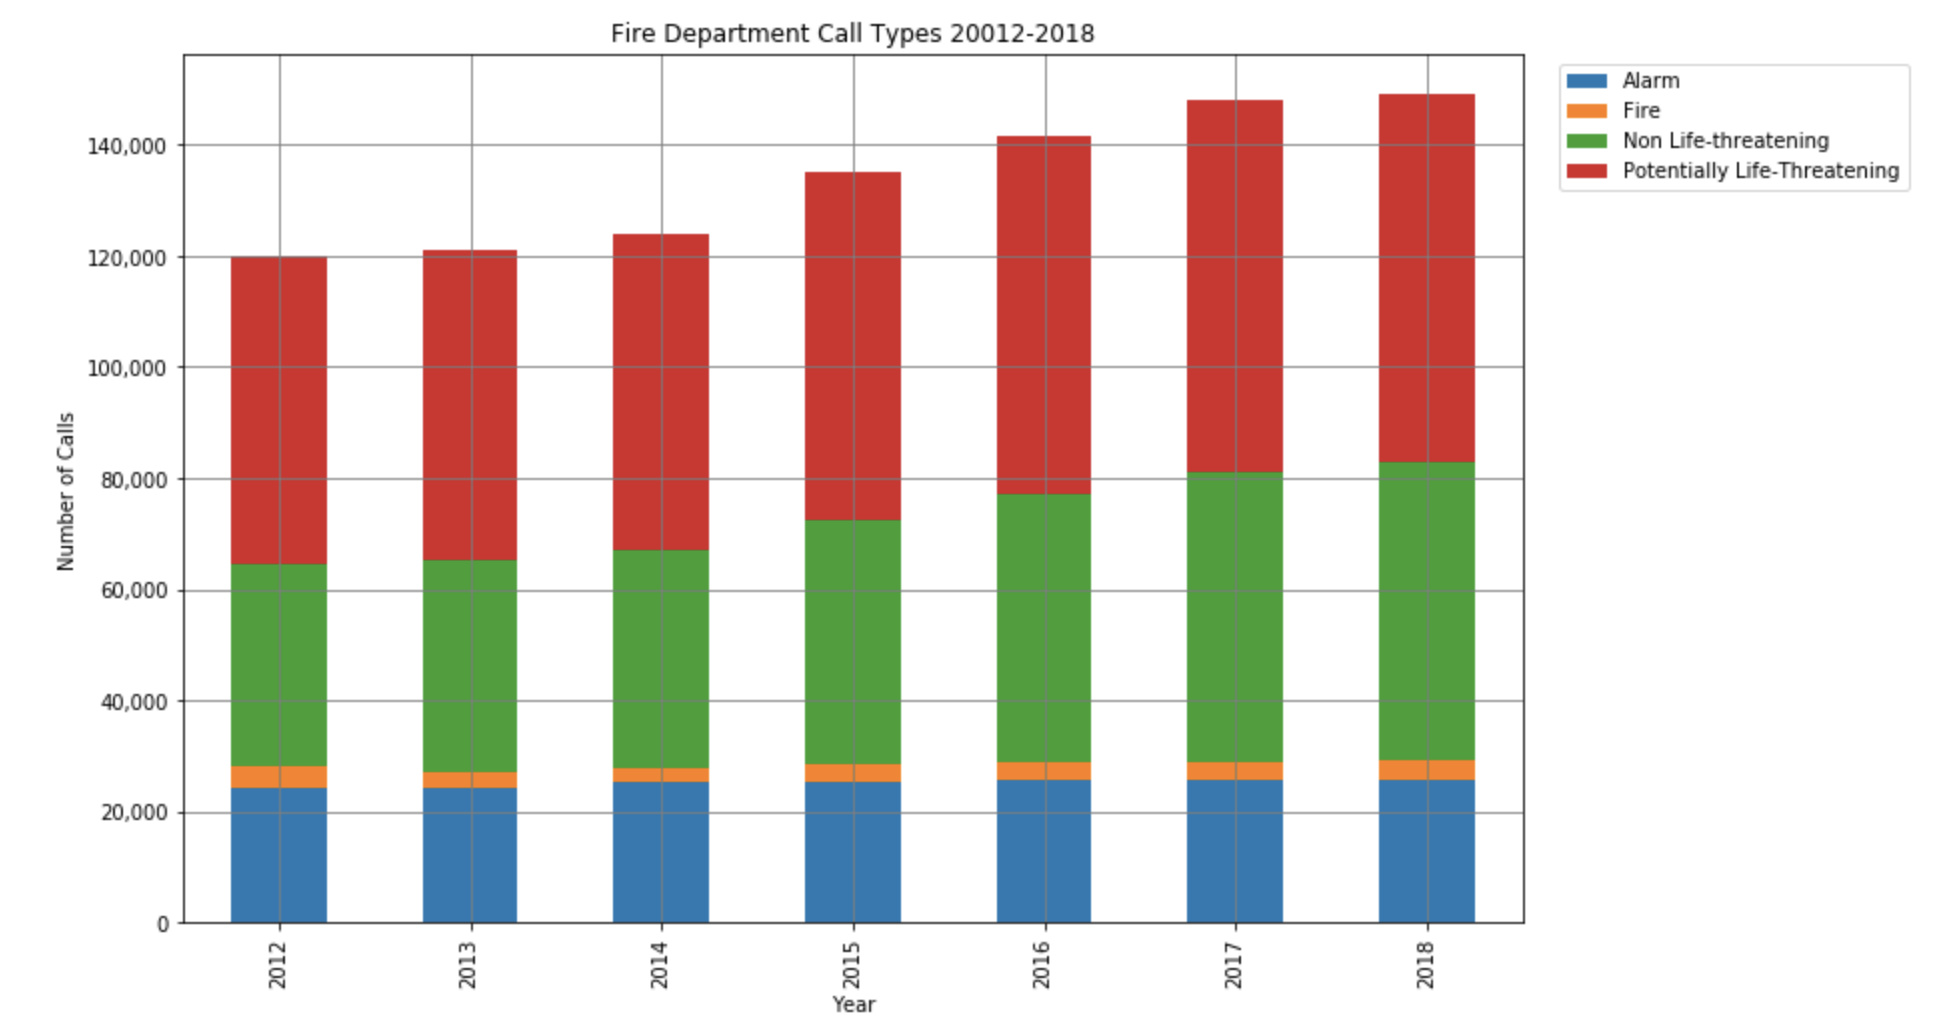 Fire Department Call Types 20012-2018
Alarm
Fire
Non Life-threatening
Potentially Life-Threatening
Number of Calls
140,000
120,000
100,000
80,000
60,000
40,000
20,000
0
2012
2013
2014
2015
2016
2017
2018
Year